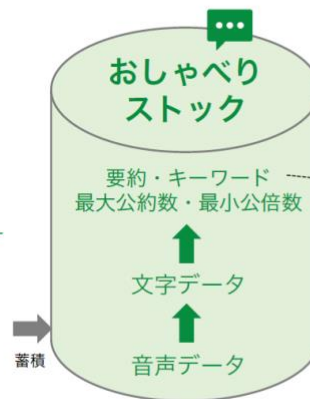 おしゃべり
ストック
要約・キーワード
最大公約数・最小公倍数
文字データ
音声データ
蓄積